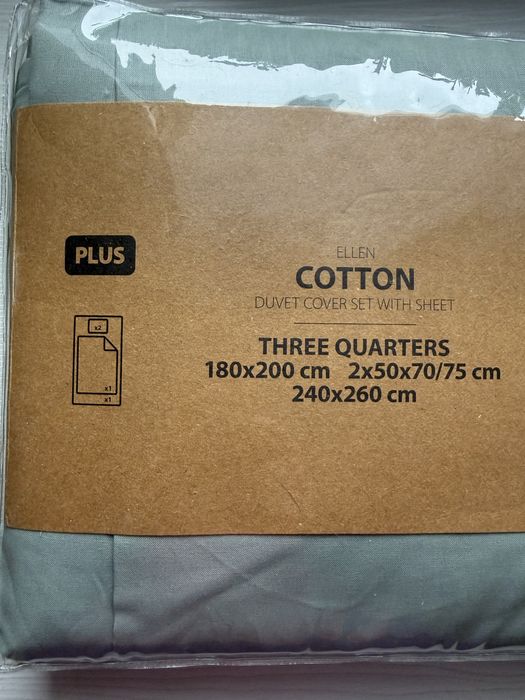 PLUS
ELLEN
COTTON
DUVET COVER SET WITH SHEET
x2
x1
x1
THREE QUARTERS
180x200 cm 2x50x70/75 cm
240x260 cm